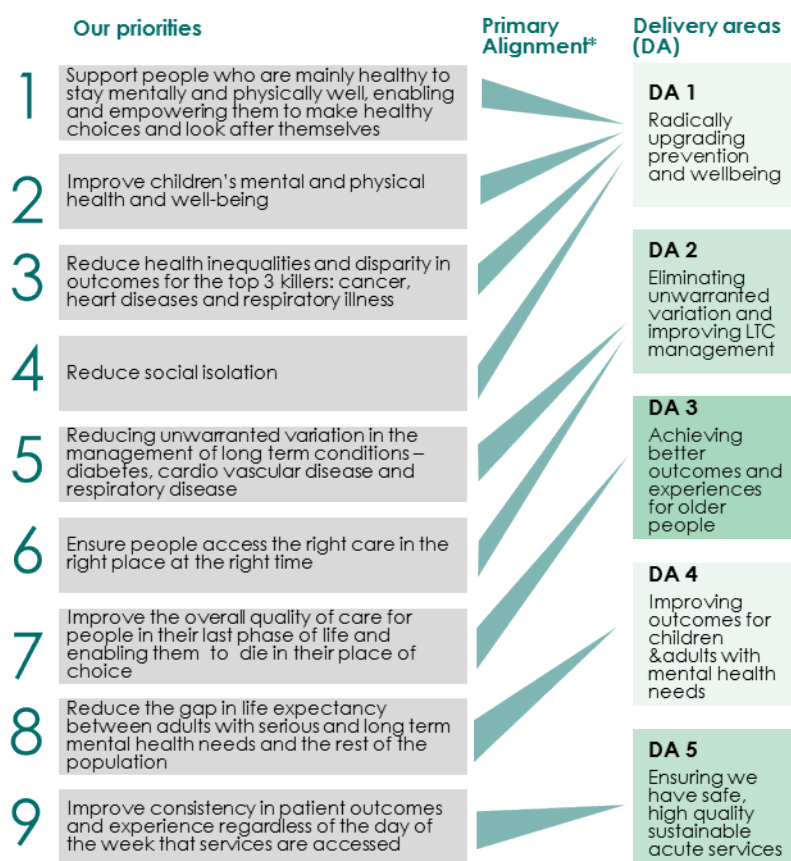 Our priorities
Primary
Alignment*
Delivery areas
(DA)
1
Support people who are mainly healthy to
stay mentally and physically well, enabling
and empowering them to make healthy
choices and look after themselves
2
Improve children’s mental and physical
health and well-being
3
Reduce health inequalities and disparity in
outcomes for the top 3 killers: cancer,
heart diseases and respiratory illness
4
Reduce social isolation
5
Reducing unwarranted variation in the
management of long term conditions –
diabetes, cardio vascular disease and
respiratory disease
6
Ensure people access the right care in the
right place at the right time
7
Improve the overall quality of care for
people in their last phase of life and
enabling them to die in their place of
choice
8
Reduce the gap in life expectancy
between adults with serious and long term
mental health needs and the rest of the
population
9
Improve consistency in patient outcomes
and experience regardless of the day of
the week that services are accessed
DA 1
Radically
upgrading
prevention
and wellbeing
DA 2
Eliminating
unwarranted
variation and
improving LTC
management
DA 3
Achieving
better
outcomes and
experiences
for older
people
DA 4
Improving
outcomes for
children
&adults with
mental health
needs
DA 5
Ensuring we
have safe,
high quality
sustainable
acute services